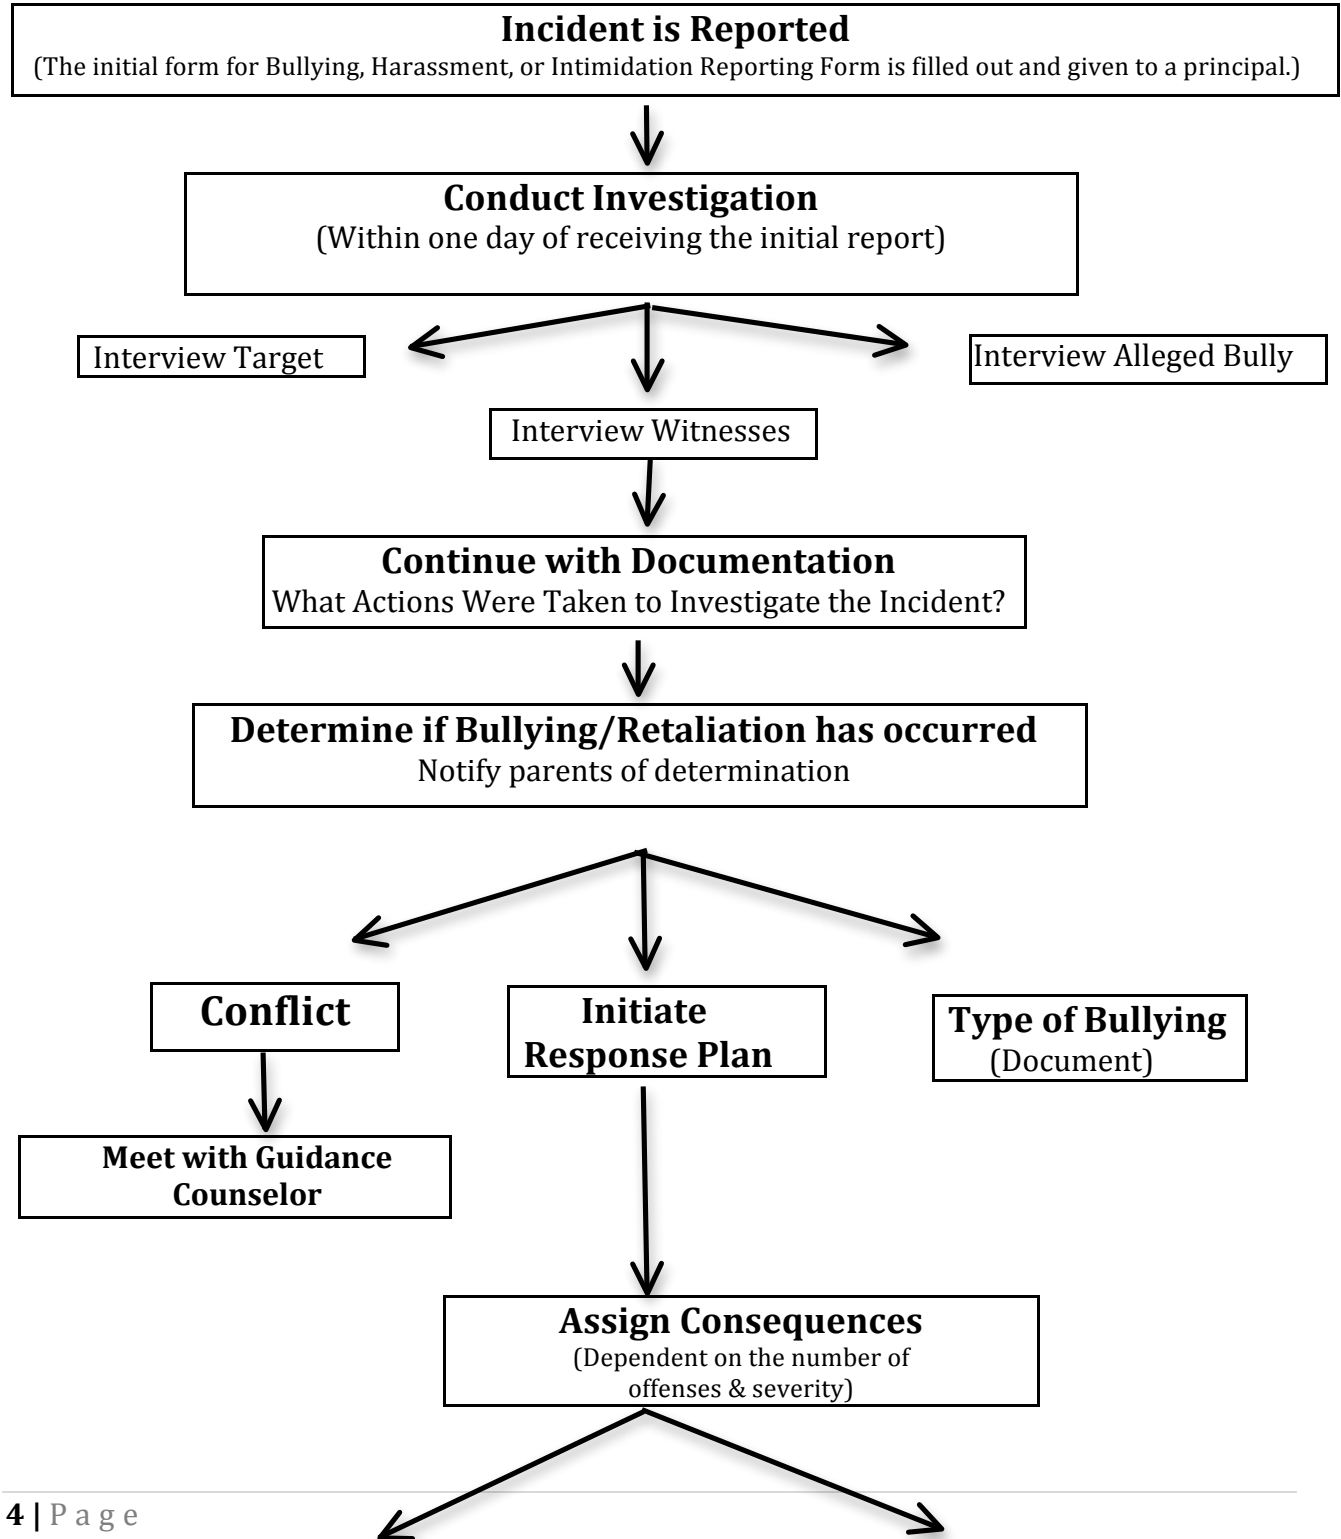 Incident is Reported
(The initial form for Bullying, Harassment, or Intimidation Reporting Form is filled out and given to a principal.)
Conduct Investigation
(Within one day of receiving the initial report)
Interview Target
Interview Alleged Bully
Interview Witnesses
Continue with Documentation
What Actions Were Taken to Investigate the Incident?
Determine if Bullying/Retaliation has occurred
Notify parents of determination
Conflict
Initiate
Response Plan
Type of Bullying
(Document)
Meet with Guidance
Counselor
Assign Consequences
(Dependent on the number of
offenses & severity)
4 | P a g e